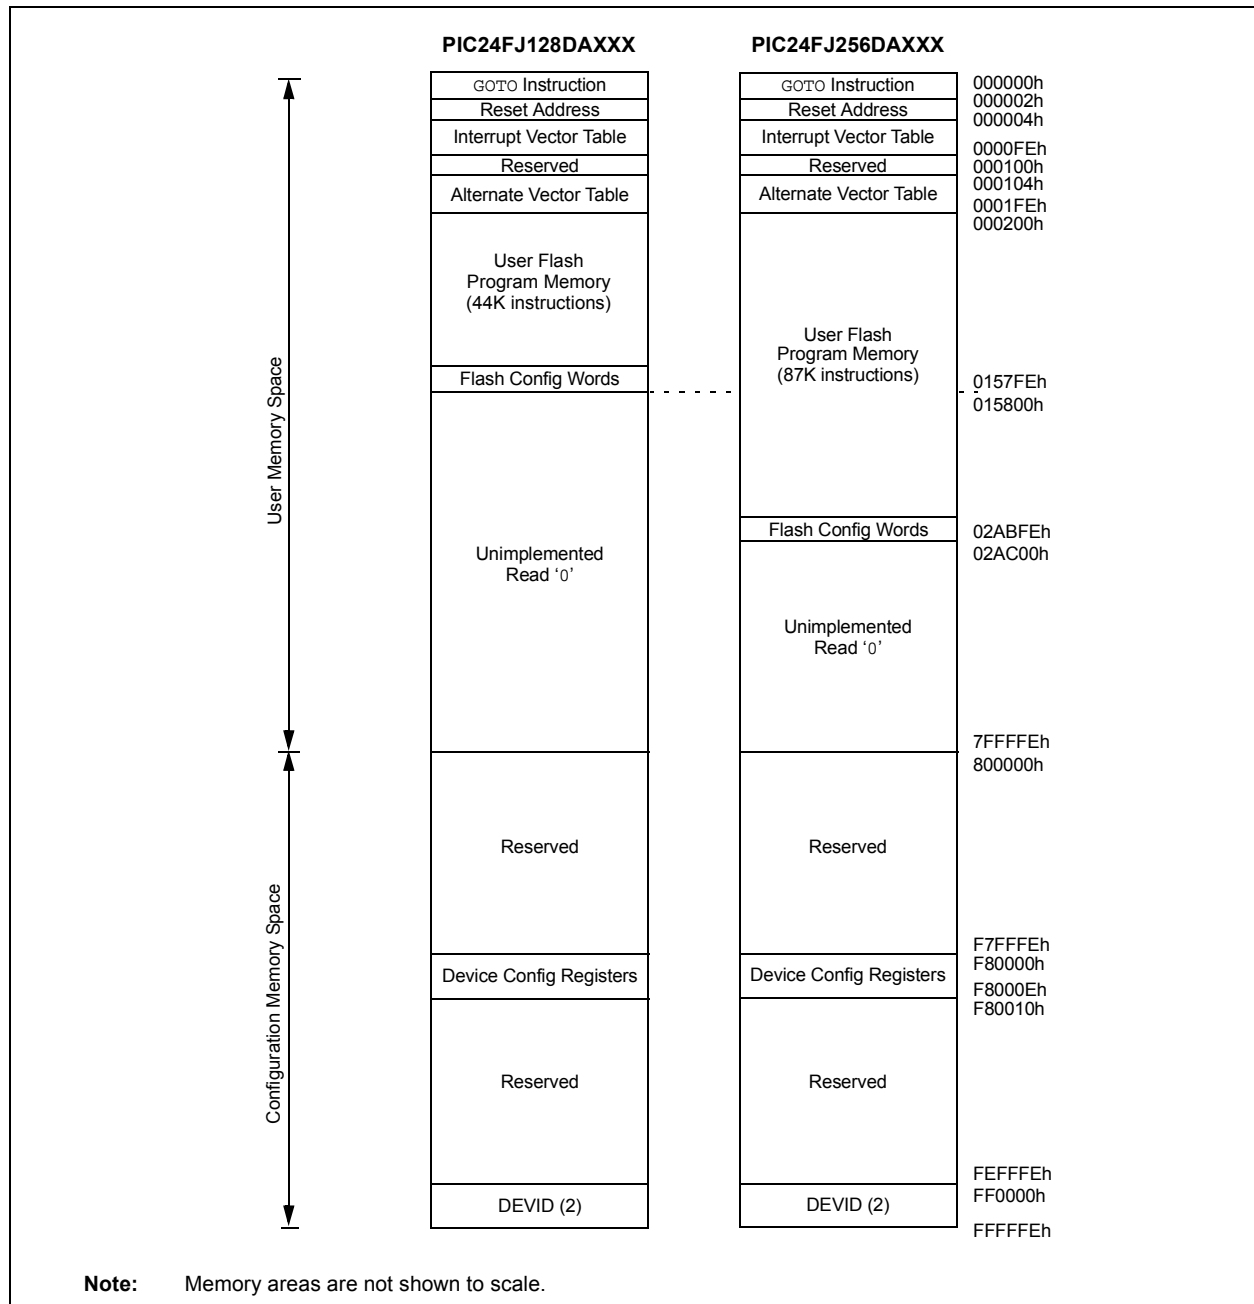 PIC24FJ128DAXXX
GOTO Instruction
Reset Address
Interrupt Vector Table
Reserved
Alternate Vector Table
User Flash
Program Memory
(44K instructions)
Flash Config Words
Unimplemented
Read ‘0’
Reserved
Device Config Registers
Reserved
DEVID (2)
PIC24FJ256DAXXX
GOTO Instruction
Reset Address
Interrupt Vector Table
Reserved
Alternate Vector Table
User Flash
Program Memory
(87K instructions)
Flash Config Words
Unimplemented
Read ‘0’
Reserved
Device Config Registers
Reserved
DEVID (2)
000000h
000002h
000004h
0000FEh
000100h
000104h
0001FEh
000200h
0157FEh
015800h
02ABFEh
02AC00h
7FFFFEh
800000h
F7FFFEh
F80000h
F8000Eh
F80010h
FEFFFEh
FF0000h
FFFFFEh
User Memory Space
Configuration Memory Space
Note: Memory areas are not shown to scale.